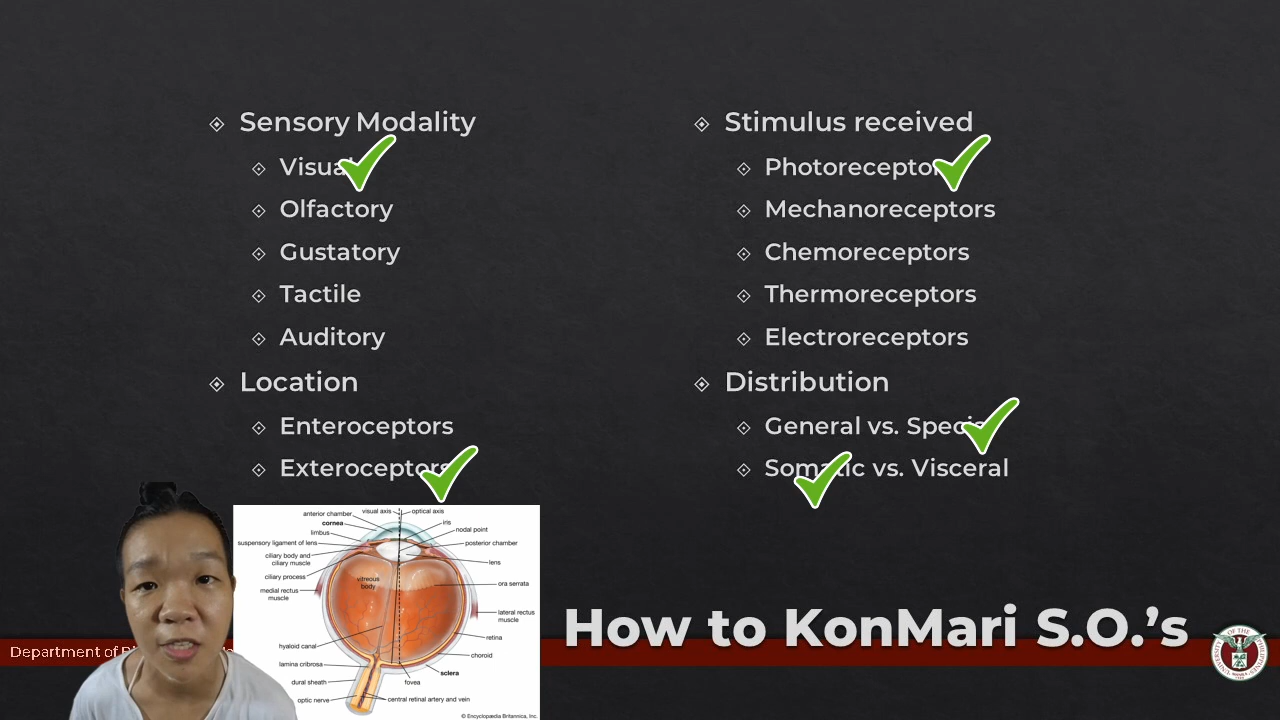 Sensory Modality
Visual
Olfactory
Gustatory
Tactile
Auditory
Location
Enteroceptors
Exteroceptors
Stimulus received
Photoreceptors
Mechanoreceptors
Chemoreceptors
Thermoreceptors
Electroreceptors
Distribution
General vs. Special
Somatic vs. Visceral
How to KonMari S.O.'s
Department of
anterior chamber
visual axis
optical axis
cornea
iris
limbus
nodal point
suspensory ligament of lens
posterior chamber
ciliary body and
ciliary muscle
lens
ciliary process
vitreous
body
ora serrata
medial rectus
muscle
lateral rectus
muscle
retina
hyaloid canal
choroid
lamina cribrosa
sclera
dural sheath
fovea
optic nerve
central retinal artery and vein
© Encyclopædia Britannica, Inc.